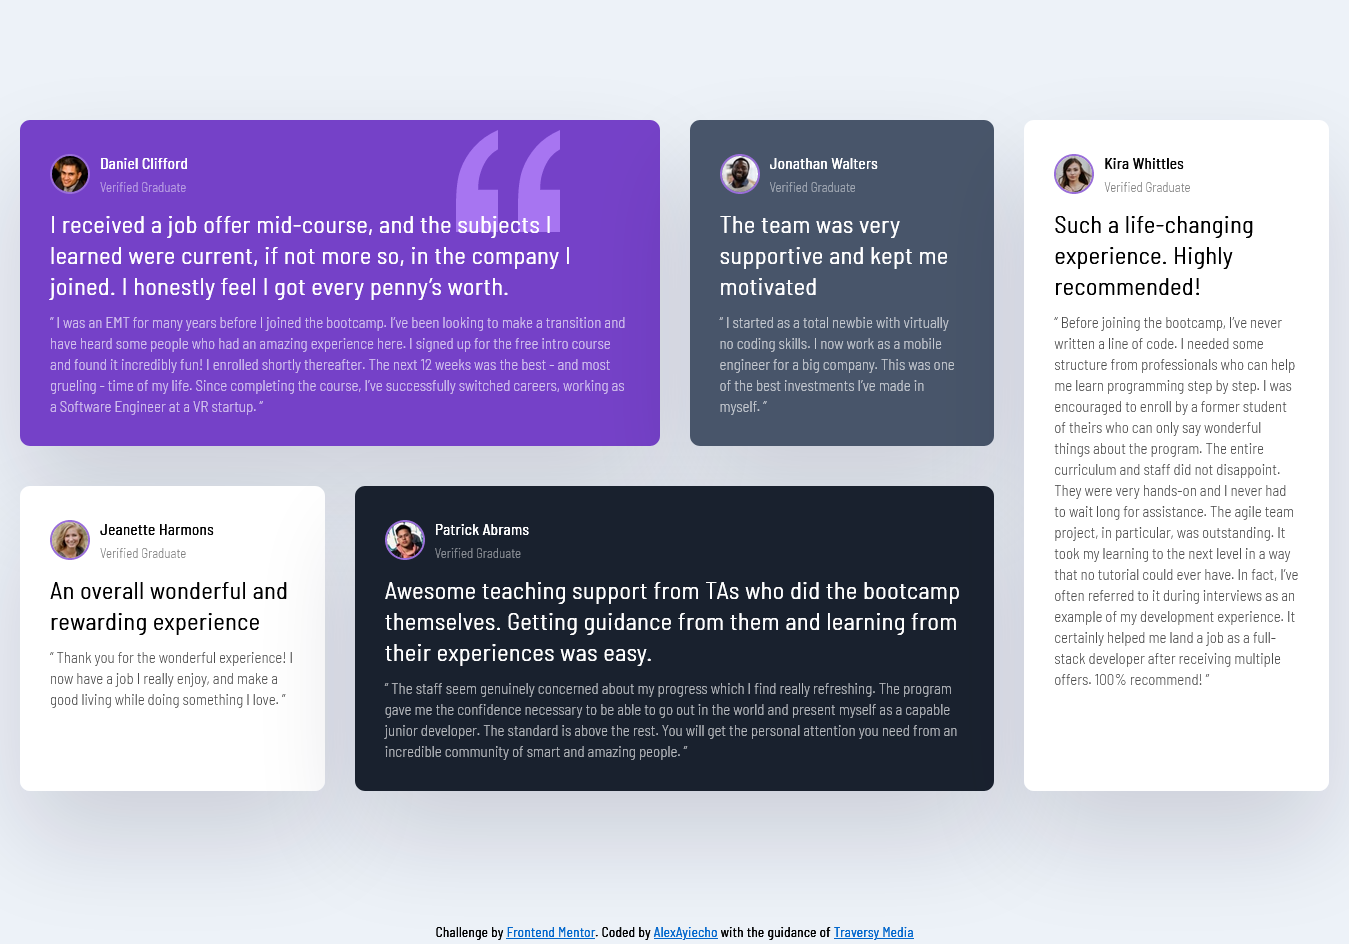 Daniel Clifford
Verified Graduate
I received a job offer mid-course, and the subjects I
learned were current, if not more so, in the company I
joined. I honestly feel I got every penny’s worth.
“ I was an EMT for many years before I joined the bootcamp. I’ve been looking to make a transition and
have heard some people who had an amazing experience here. I signed up for the free intro course
and found it incredibly fun! I enrolled shortly thereafter. The next 12 weeks was the best - and most
grueling - time of my life. Since completing the course, I’ve successfully switched careers, working as
a Software Engineer at a VR startup. ”
Jonathan Walters
Verified Graduate
The team was very
supportive and kept me
motivated
“ I started as a total newbie with virtually
no coding skills. I now work as a mobile
engineer for a big company. This was one
of the best investments I’ve made in
myself. ”
Kira Whittles
Verified Graduate
Such a life-changing
experience. Highly
recommended!
“ Before joining the bootcamp, I’ve never
written a line of code. I needed some
structure from professionals who can help
me learn programming step by step. I was
encouraged to enroll by a former student
of theirs who can only say wonderful
things about the program. The entire
curriculum and staff did not disappoint.
They were very hands-on and I never had
to wait long for assistance. The agile team
project, in particular, was outstanding. It
took my learning to the next level in a way
that no tutorial could ever have. In fact, I’ve
often referred to it during interviews as an
example of my development experience. It
certainly helped me land a job as a full-
stack developer after receiving multiple
offers. 100% recommend! ”
Jeanette Harmons
Verified Graduate
An overall wonderful and
rewarding experience
“ Thank you for the wonderful experience! I
now have a job I really enjoy, and make a
good living while doing something I love. ”
Patrick Abrams
Verified Graduate
Awesome teaching support from TAs who did the bootcamp
themselves. Getting guidance from them and learning from
their experiences was easy.
“ The staff seem genuinely concerned about my progress which I find really refreshing. The program
gave me the confidence necessary to be able to go out in the world and present myself as a capable
junior developer. The standard is above the rest. You will get the personal attention you need from an
incredible community of smart and amazing people. ”
Challenge by Frontend Mentor. Coded by AlexAyiecho with the guidance of Traversy Media